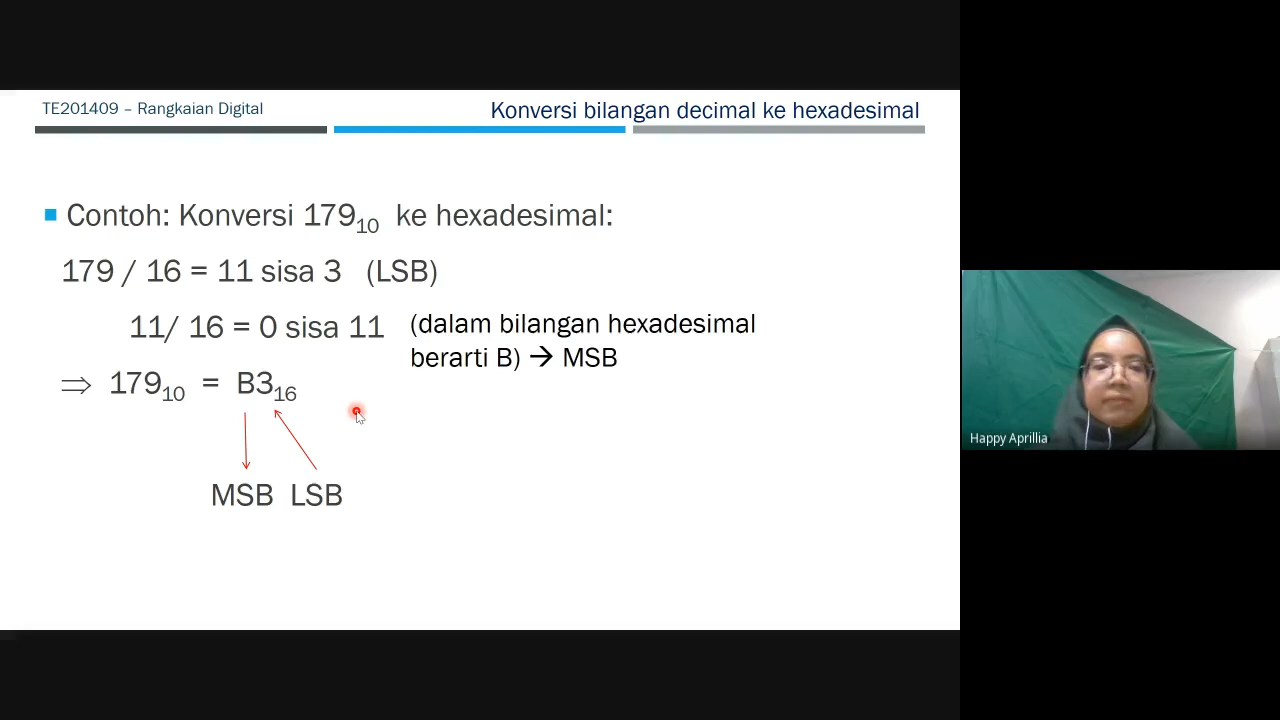 TE201409 – Rangkaian Digital
Konversi bilangan decimal ke hexadesimal
Contoh: Konversi 179₁₀ ke hexadesimal:
179 / 16 = 11 sisa 3 (LSB)
11/ 16 = 0 sisa 11
(dalam bilangan hexadesimal
berarti B) → MSB
⇒ 179₁₀ = B3₁₆
MSB LSB
Happy Aprillia